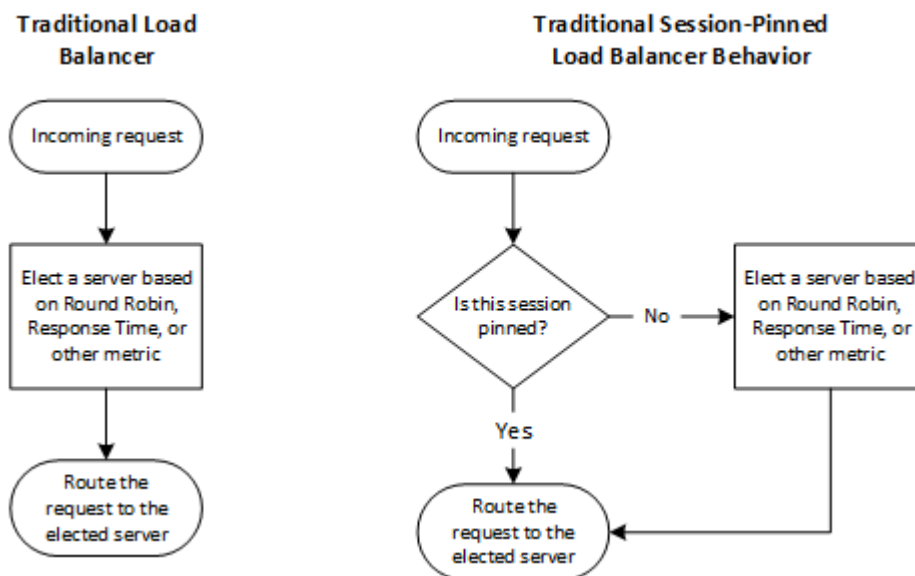 Traditional Load
Balancer
Incoming request
Elect a server based
on Round Robin,
Response Time, or
other metric
Route the
request to the
elected server
Traditional Session-Pinned
Load Balancer Behavior
Incoming request
Is this session
pinned?
No
Elect a server based
on Round Robin,
Response Time, or
other metric
Yes
Route the
request to the
elected server